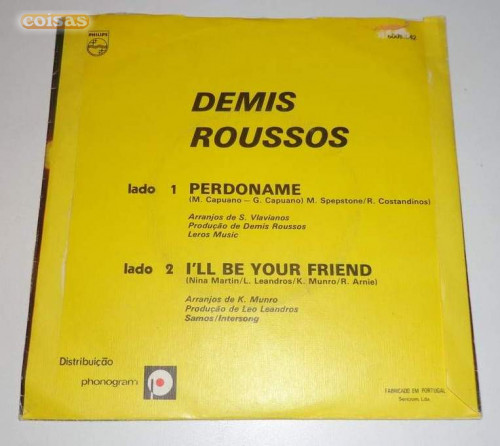 coisas
PHILIPS
DEMIS
ROUSSOS
lado 1 PERDONAME
(M. Capuano — G. Capuano) M. Spepstone/R. Costandinos)
Arranjos de S. Vlavianos
Produção de Demis Roussos
Leros Music
lado 2 I'LL BE YOUR FRIEND
(Nina Martin/L. Leandros/K. Munro/R. Arnie)
Arranjos de K. Munro
Produção de Leo Leandros
Samos/Intersong
Distribuição
phonogram
FABRICADO EM PORTUGAL